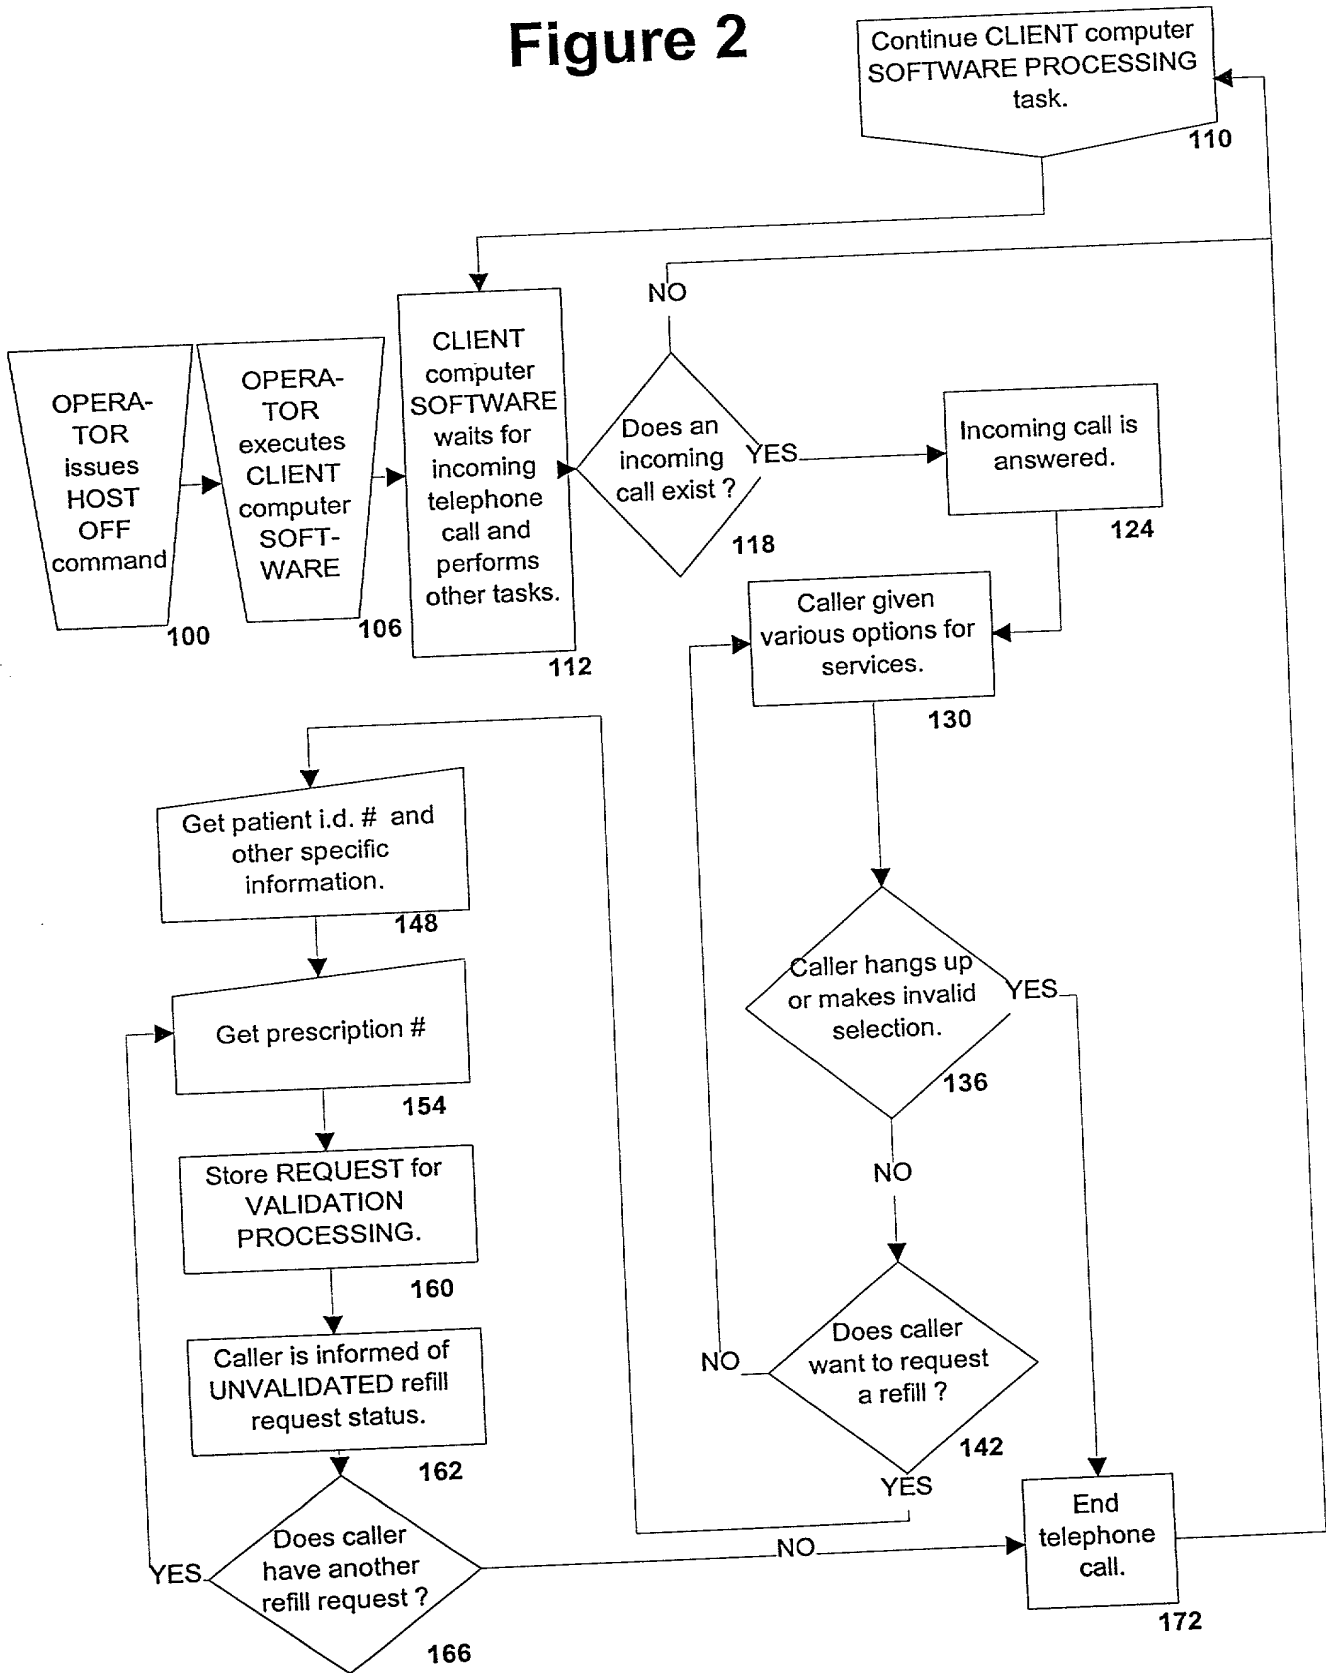 Figure 2
Continue CLIENT computer
SOFTWARE PROCESSING
task.
110
OPERA-
TOR
issues
HOST
OFF
command
100
OPERA-
TOR
executes
CLIENT
computer
SOFT-
WARE
106
CLIENT
computer
SOFTWARE
waits for
incoming
telephone
call and
performs
other tasks.
112
NO
Does an
incoming
call exist ?
YES
118
Incoming call is
answered.
124
Caller given
various options for
services.
130
Caller hangs up
or makes invalid
selection.
YES
136
NO
Does caller
want to request
a refill ?
NO
142
YES
Get patient i.d. # and
other specific
information.
148
Get prescription #
154
Store REQUEST for
VALIDATION
PROCESSING.
160
Caller is informed of
UNVALIDATED refill
request status.
162
Does caller
have another
refill request ?
YES
166
NO
End
telephone
call.
172